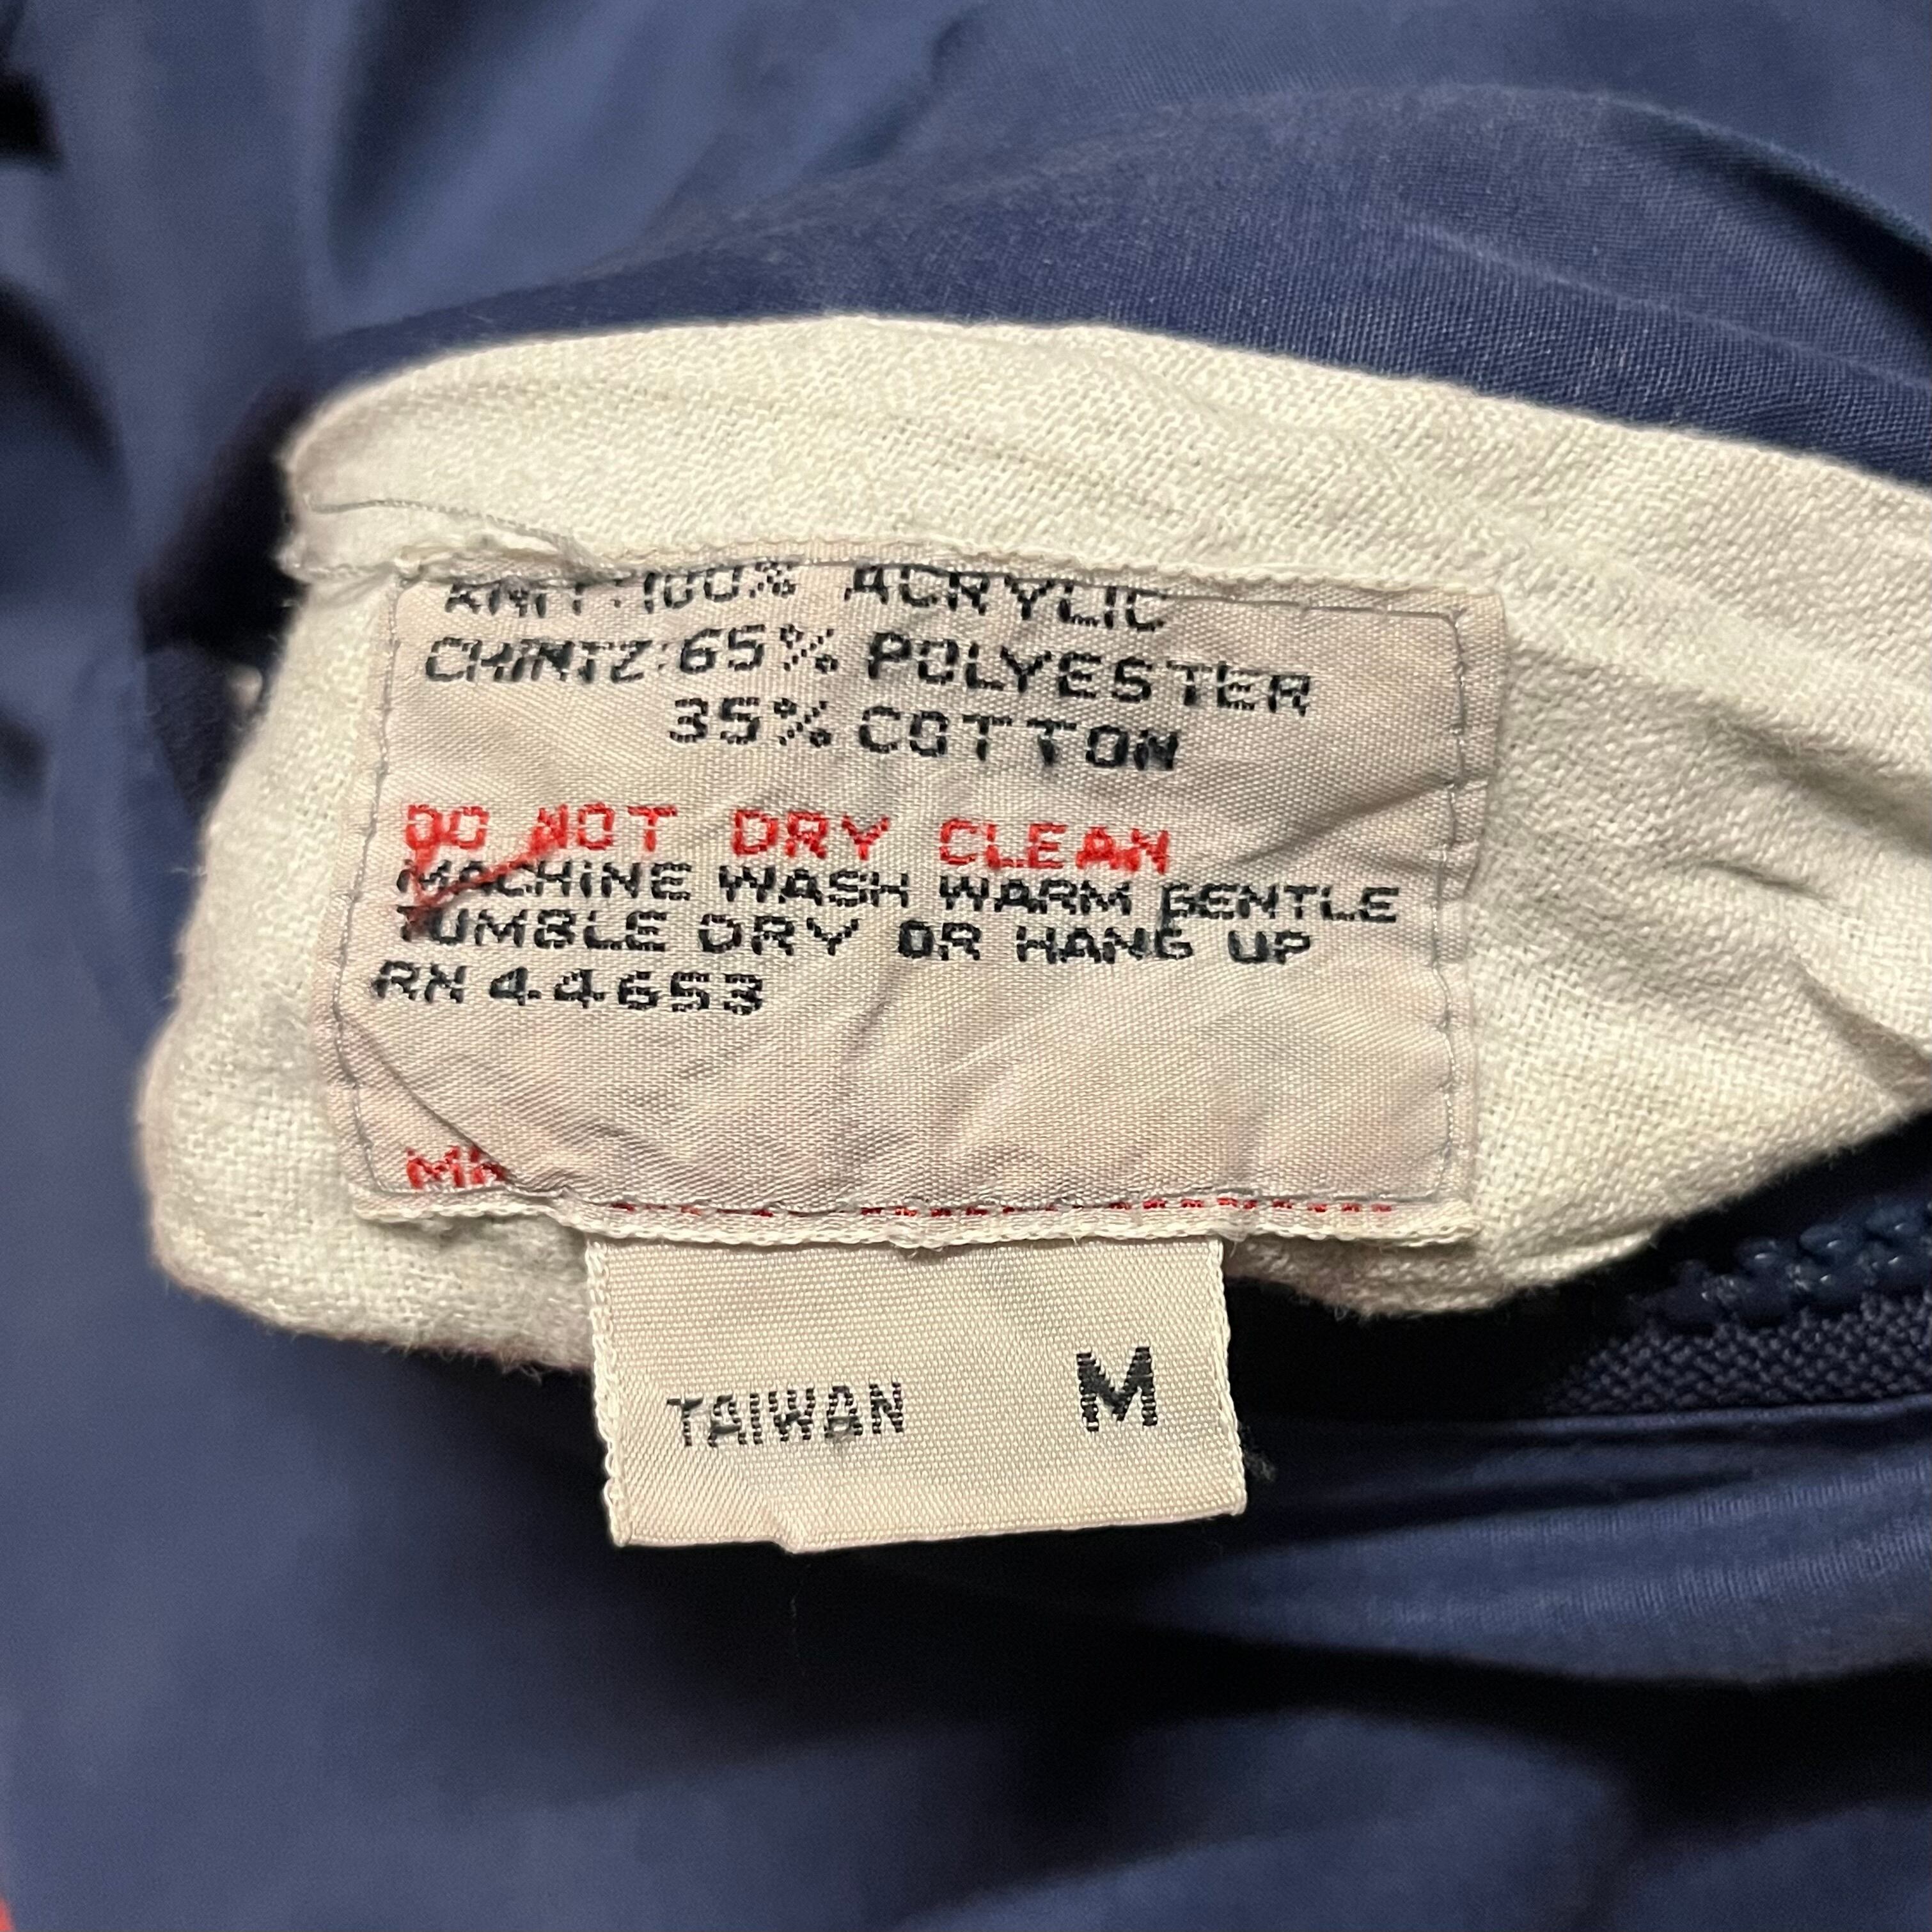 KNIT:100% ACRYLIC
CHINTZ:65% POLYESTER
35% COTTON
DO NOT DRY CLEAN
MACHINE WASH WARM GENTLE
TUMBLE DRY OR HANG UP
RN 44653
TAIWAN M